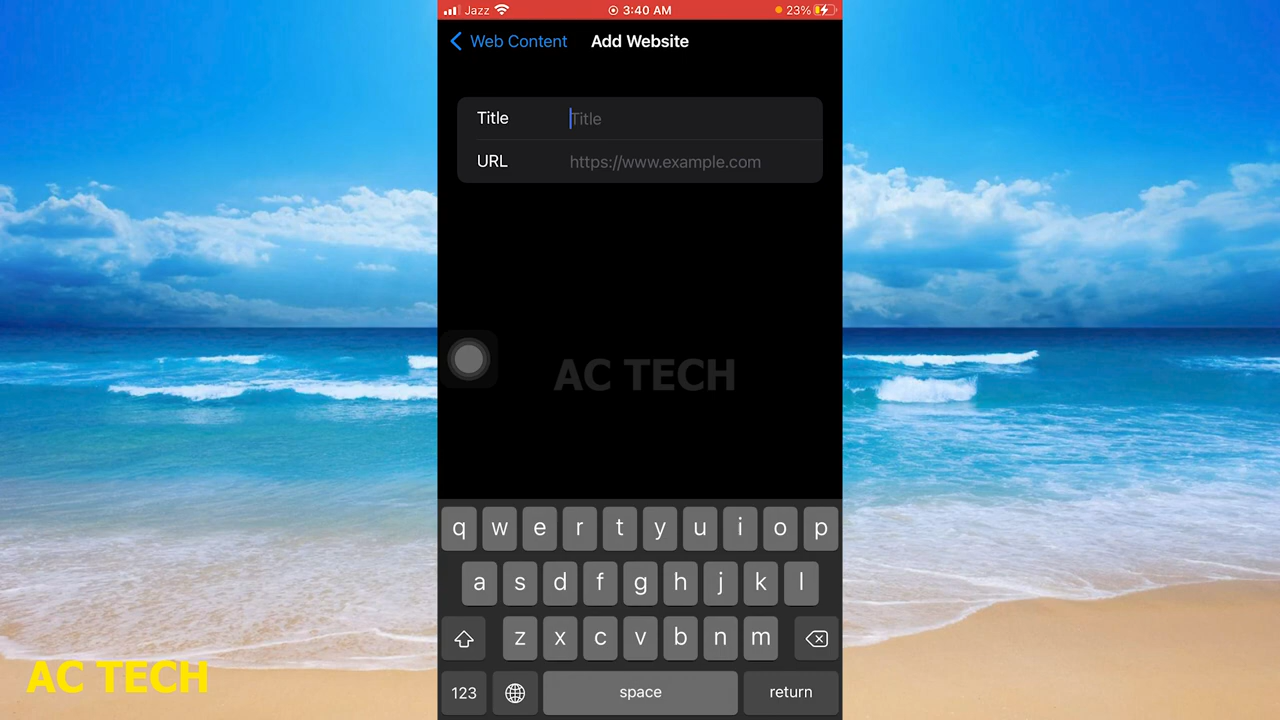 Jazz 3:40 AM 23%
Web Content Add Website
Title Title
URL https://www.example.com
AC TECH
q w e r t y u i o p
a s d f g h j k l
z x c v b n m
123 space return
AC TECH